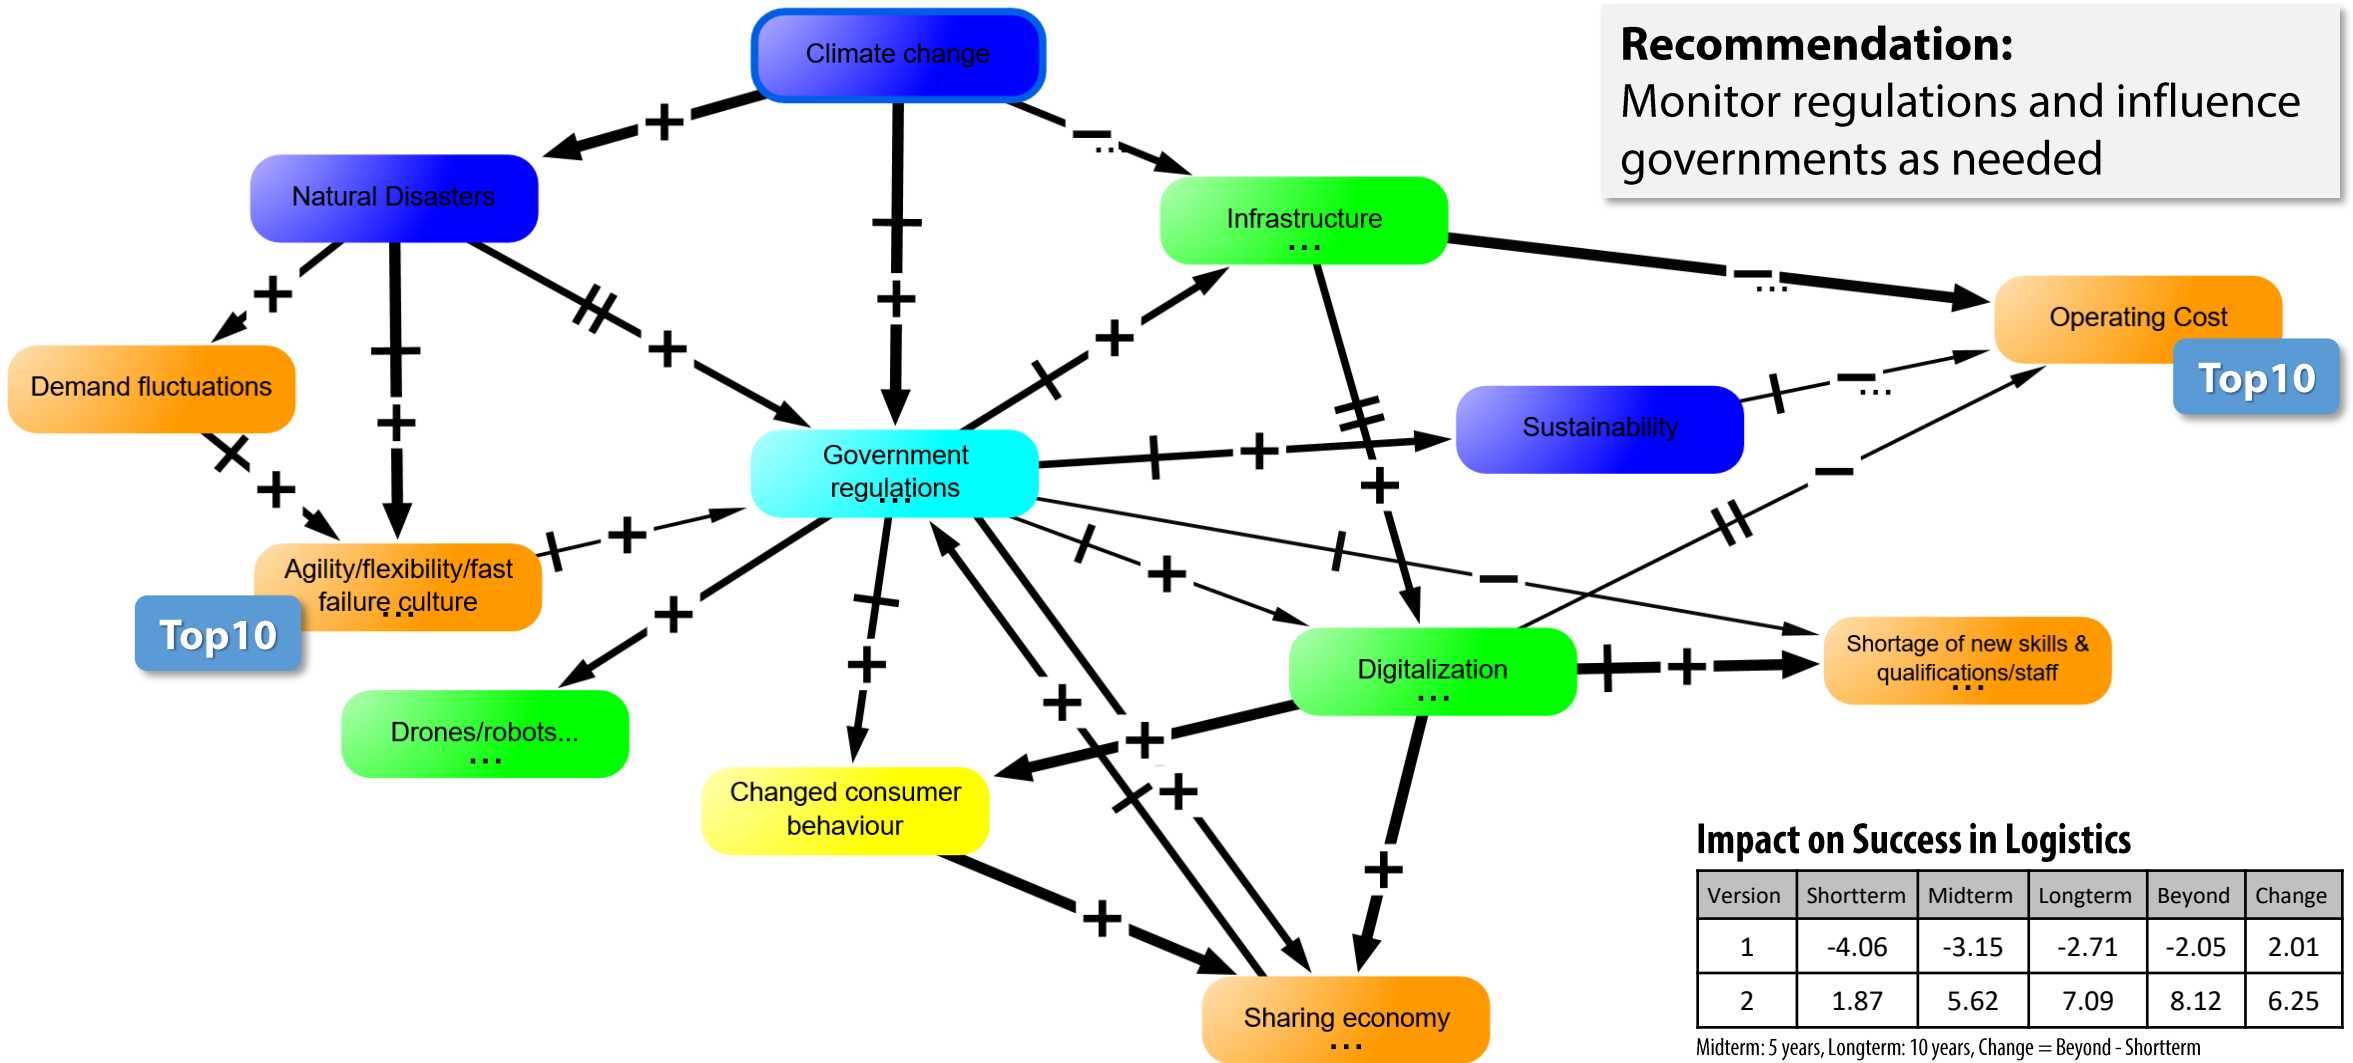 Climate change
Recommendation:
Monitor regulations and influence
governments as needed
+
−
...
Natural Disasters
Infrastructure
...
+
+
+
+
−
...
Operating Cost
Top10
Demand fluctuations
+
+
+
−
...
Sustainability
Government
regulations
...
+
+
−
+
+
−
Agility/flexibility/fast
failure culture
...
Top10
+
+
Shortage of new skills &
qualifications/staff
...
Digitalization
...
+
+
+
Drones/robots...
...
+
+
Changed consumer
behaviour
+
+
Sharing economy
...
Impact on Success in Logistics
Version Shortterm Midterm Longterm Beyond Change
1 -4.06 -3.15 -2.71 -2.05 2.01
2 1.87 5.62 7.09 8.12 6.25
Midterm: 5 years, Longterm: 10 years, Change = Beyond - Shortterm